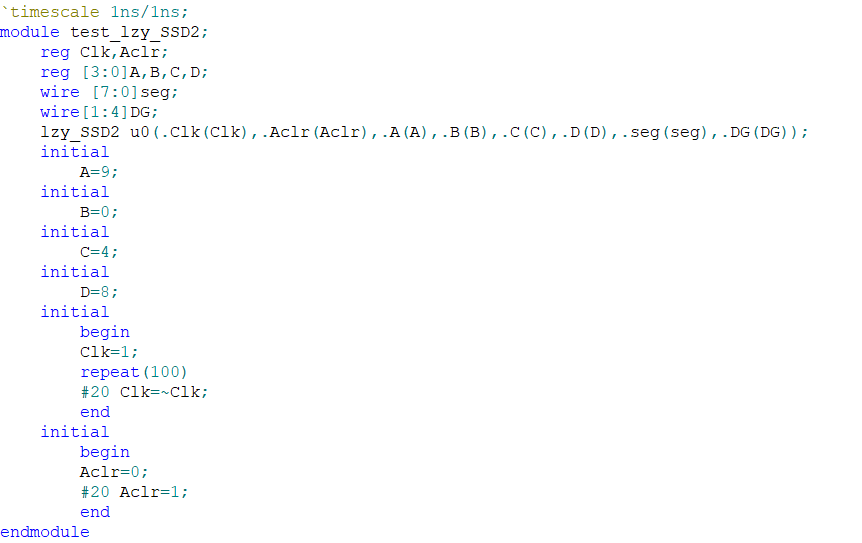 `timescale 1ns/1ns;
module test_lzy_SSD2;
    reg Clk,Aclr;
    reg [3:0]A,B,C,D;
    wire [7:0]seg;
    wire[1:4]DG;
    lzy_SSD2 u0(.Clk(Clk),.Aclr(Aclr),.A(A),.B(B),.C(C),.D(D),.seg(seg),.DG(DG));
    initial
        A=9;
    initial
        B=0;
    initial
        C=4;
    initial
        D=8;
    initial
        begin
        Clk=1;
        repeat(100)
        #20 Clk=~Clk;
        end
    initial
        begin
        Aclr=0;
        #20 Aclr=1;
        end
endmodule